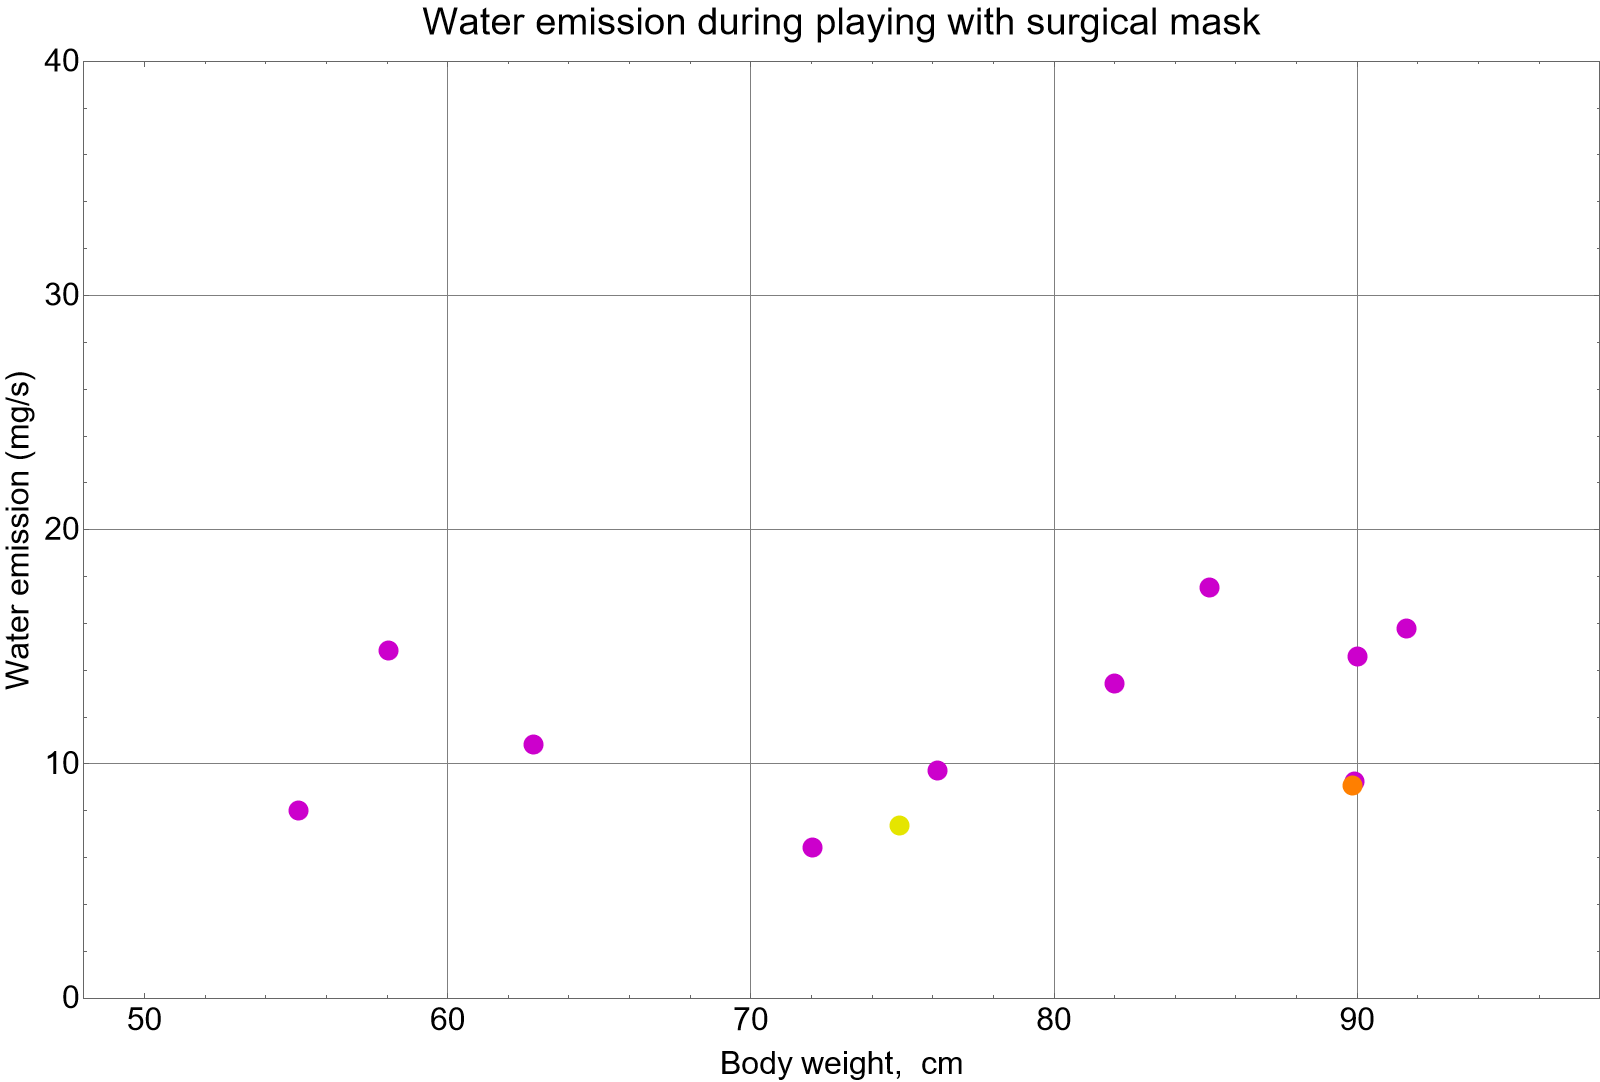 Water emission during playing with surgical mask
40
30
20
10
0
Water emission (mg/s)
50 60 70 80 90
Body weight, cm